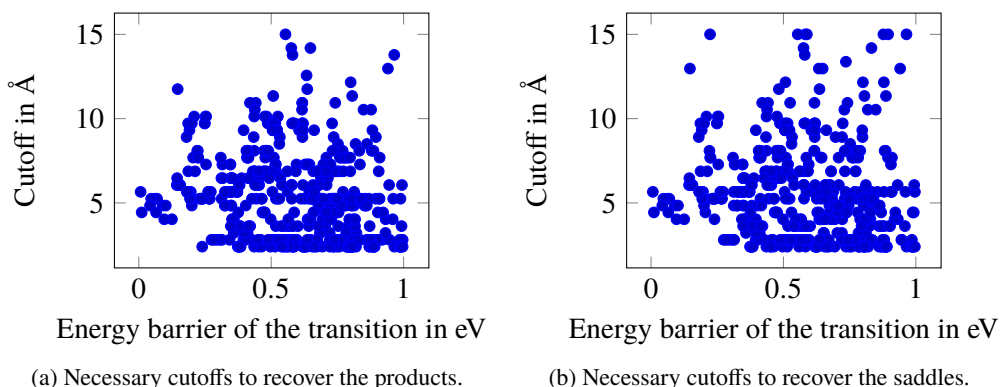 15
10
5
Cutoff in Å
0
0.5
1
Energy barrier of the transition in eV
(a) Necessary cutoffs to recover the products.
15
10
5
Cutoff in Å
0
0.5
1
Energy barrier of the transition in eV
(b) Necessary cutoffs to recover the saddles.